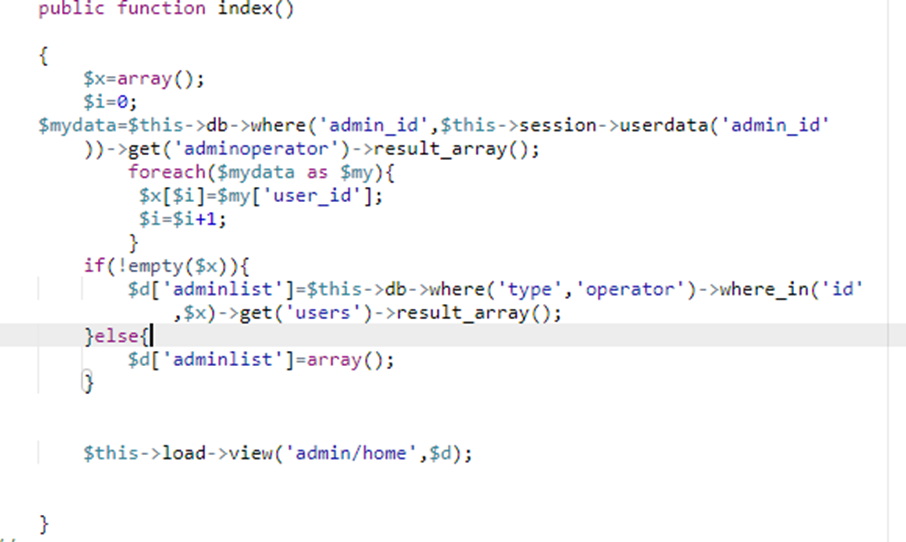 public function index()
{
$x=array();
$i=0;
$mydata=$this->db->where('admin_id',$this->session->userdata('admin_id'
))->get('adminoperator')->result_array();
foreach($mydata as $my){
$x[$i]=$my['user_id'];
$i=$i+1;
}
if(!empty($x)){
$d['adminlist']=$this->db->where('type','operator')->where_in('id'
,$x)->get('users')->result_array();
}else{
$d['adminlist']=array();
}
$this->load->view('admin/home',$d);
}
//